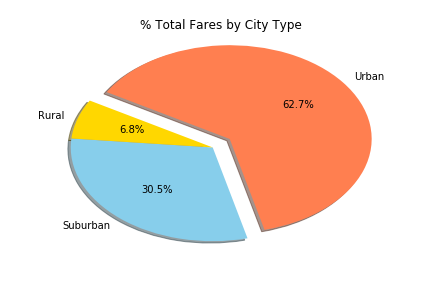 % Total Fares by City Type
Urban
62.7%
Rural
6.8%
30.5%
Suburban